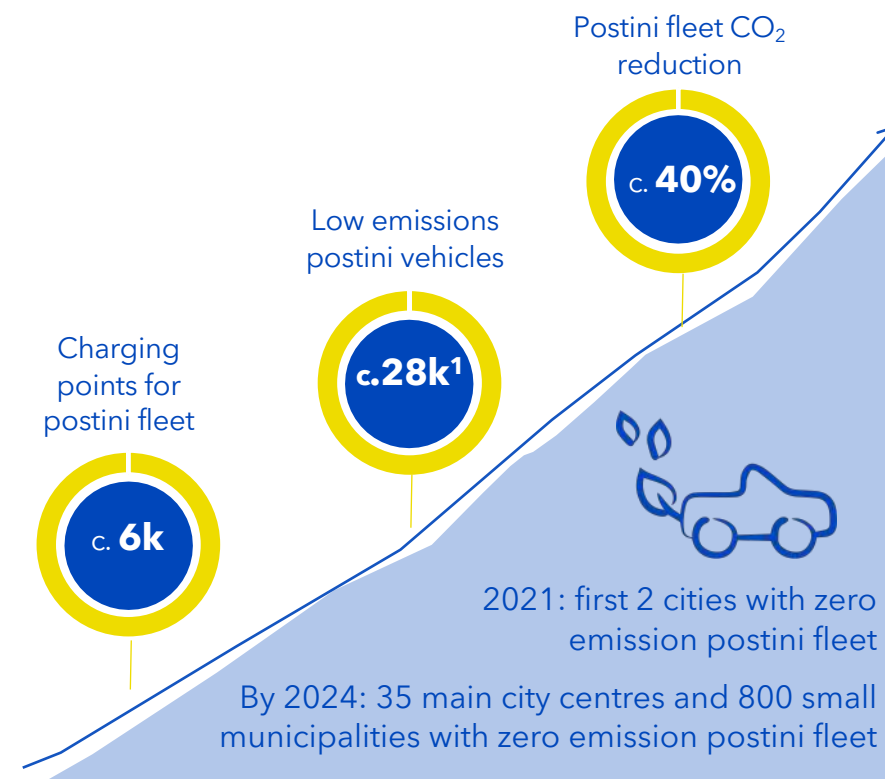 Postini fleet CO₂
reduction
c. 40%
Low emissions
postini vehicles
c.28k¹
Charging
points for
postini fleet
c. 6k
2021: first 2 cities with zero
emission postini fleet
By 2024: 35 main city centres and 800 small
municipalities with zero emission postini fleet